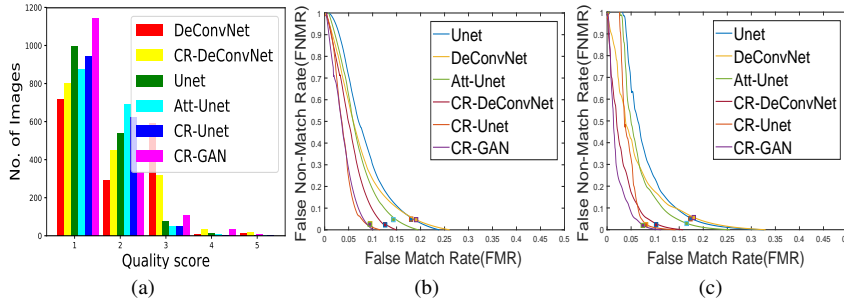 1200
1000
800
600
400
200
0
1 2 3 4 5
No. of Images
Quality score
DeConvNet
CR-DeConvNet
Unet
Att-Unet
CR-Unet
CR-GAN
(a)
1
0.9
0.8
0.7
0.6
0.5
0.4
0.3
0.2
0.1
0
0 0.05 0.1 0.15 0.2 0.25 0.3 0.35 0.4 0.45 0.5
False Non-Match Rate(FNMR)
False Match Rate(FMR)
Unet
DeConvNet
Att-Unet
CR-DeConvNet
CR-Unet
CR-GAN
(b)
1
0.9
0.8
0.7
0.6
0.5
0.4
0.3
0.2
0.1
0
0 0.05 0.1 0.15 0.2 0.25 0.3 0.35 0.4 0.45 0.5
False Non-Match Rate(FNMR)
False Match Rate(FMR)
Unet
DeConvNet
Att-Unet
CR-DeConvNet
CR-Unet
CR-GAN
(c)